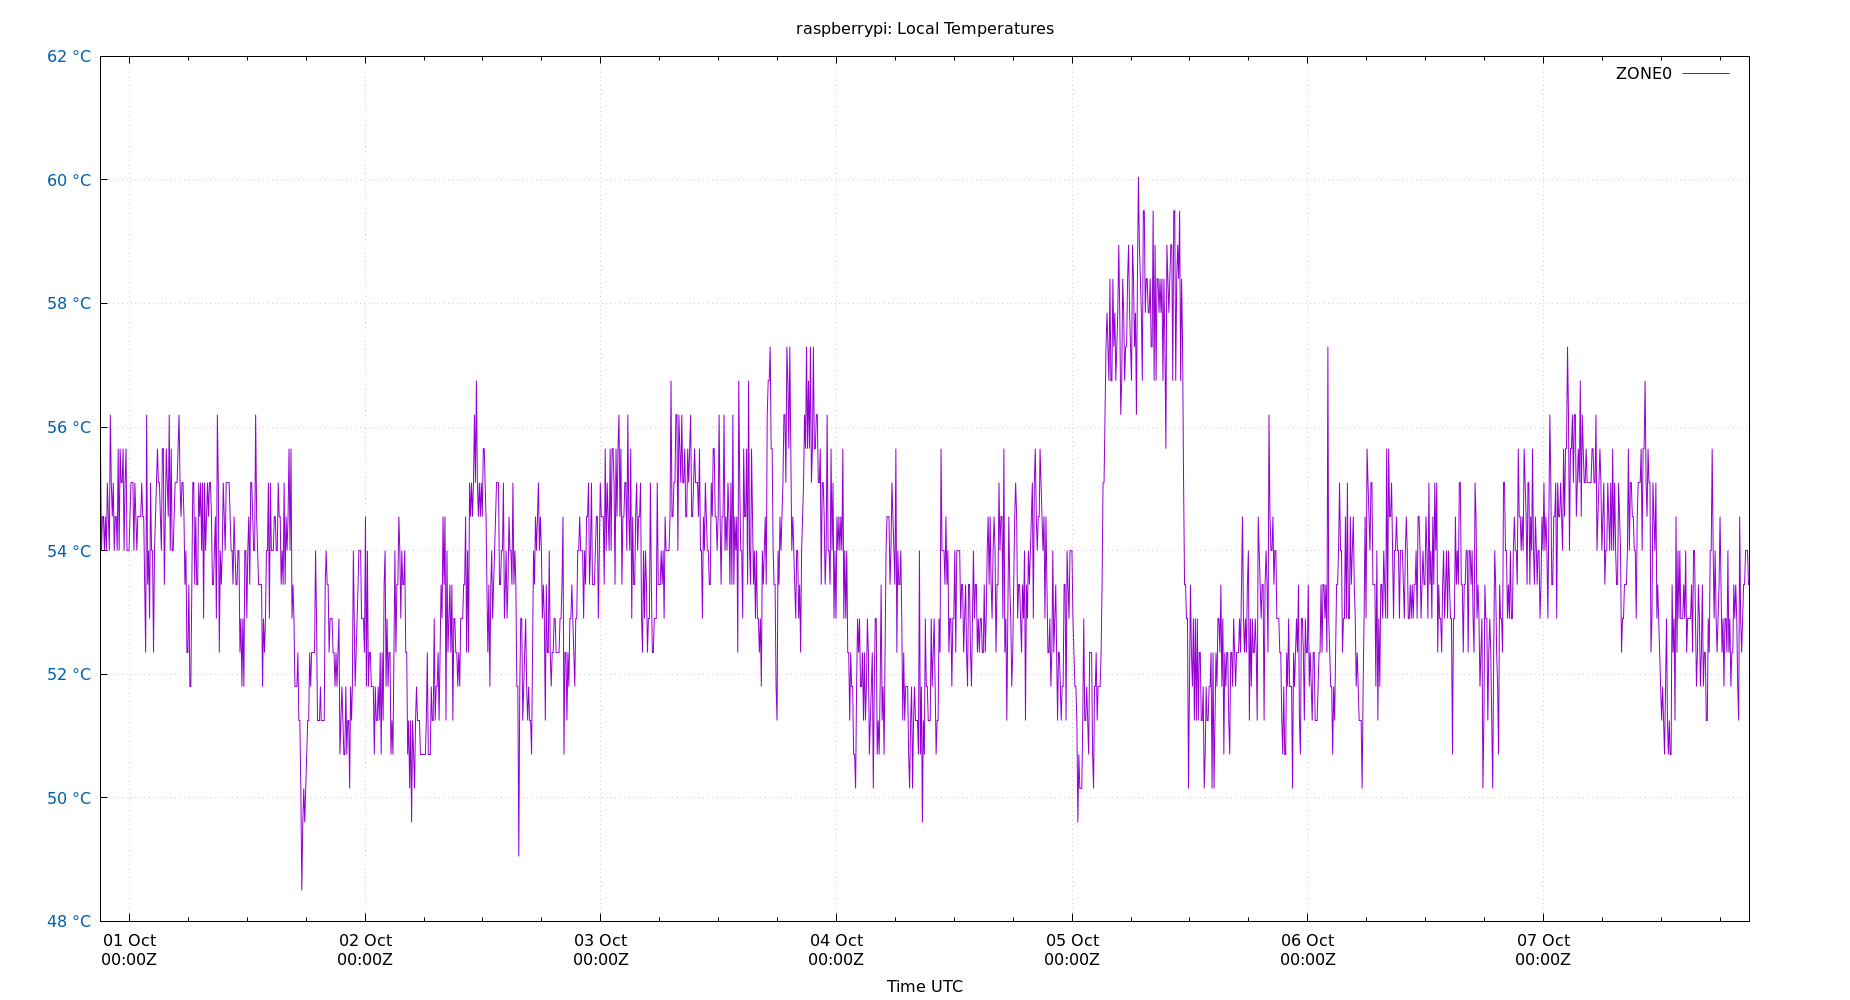 raspberrypi: Local Temperatures
ZONE0
62 °C
60 °C
58 °C
56 °C
54 °C
52 °C
50 °C
48 °C
01 Oct 02 Oct 03 Oct 04 Oct 05 Oct 06 Oct 07 Oct
00:00Z 00:00Z 00:00Z 00:00Z 00:00Z 00:00Z 00:00Z
Time UTC